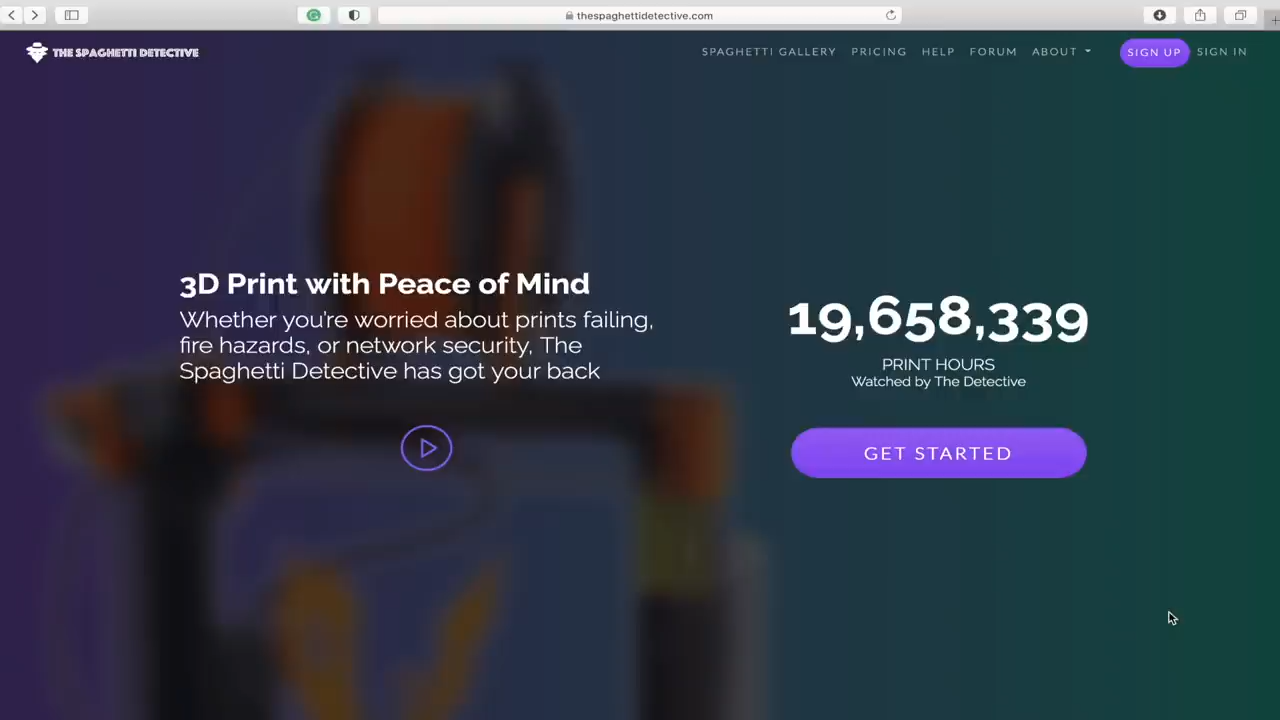 thespaghettidetective.com
THE SPAGHETTI DETECTIVE
SPAGHETTI GALLERY PRICING HELP FORUM ABOUT SIGN UP SIGN IN
3D Print with Peace of Mind
Whether you're worried about prints failing,
fire hazards, or network security, The
Spaghetti Detective has got your back
19,658,339
PRINT HOURS
Watched by The Detective
GET STARTED